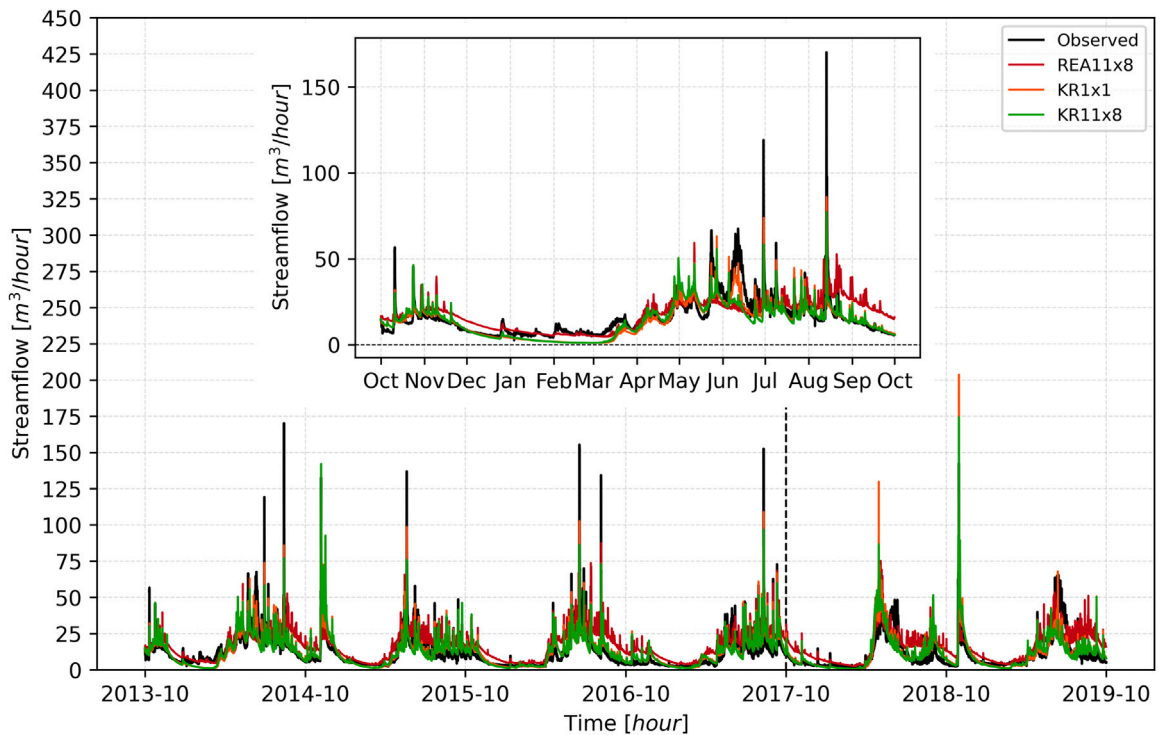 450
425
400
375
350
325
300
275
250
225
200
175
150
125
100
75
50
25
0
Streamflow [m³/hour]
2013-10
2014-10
2015-10
2016-10
2017-10
2018-10
2019-10
Time [hour]
150
100
50
0
Streamflow [m³/hour]
Oct
Nov
Dec
Jan
Feb
Mar
Apr
May
Jun
Jul
Aug
Sep
Oct
Observed
REA11x8
KR1x1
KR11x8